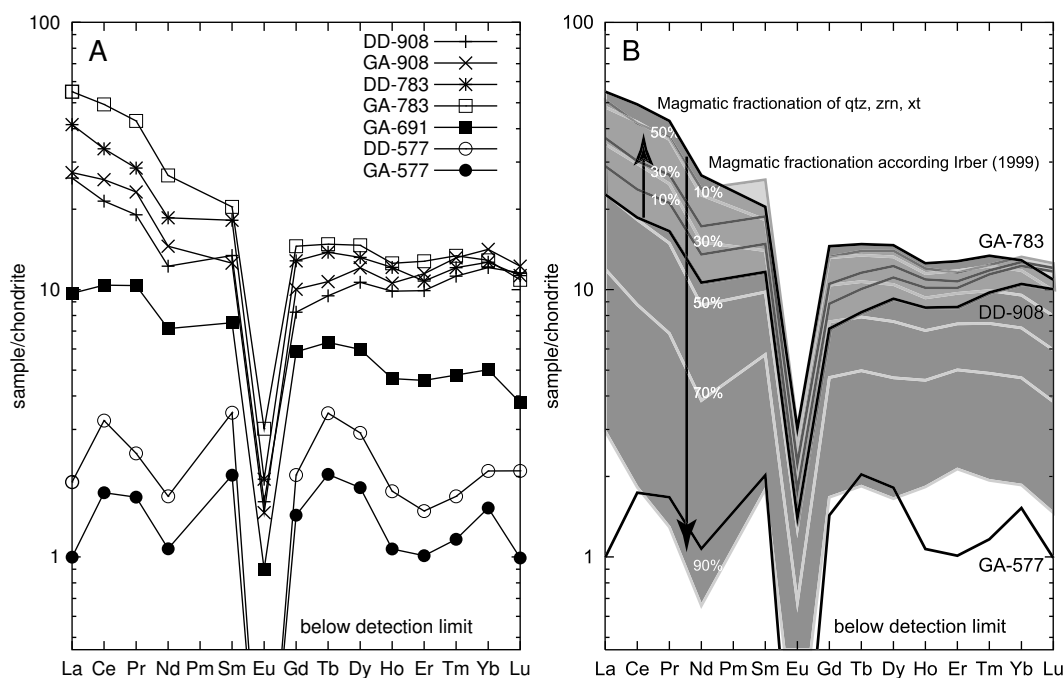 A
100
10
1
sample/chondrite
DD-908
GA-908
DD-783
GA-783
GA-691
DD-577
GA-577
below detection limit
La Ce Pr Nd Pm Sm Eu Gd Tb Dy Ho Er Tm Yb Lu
B
100
10
1
sample/chondrite
Magmatic fractionation of qtz, zrn, xt
50%
30%
10%
Magmatic fractionation according Irber (1999)
10%
30%
50%
70%
90%
GA-783
DD-908
GA-577
below detection limit
La Ce Pr Nd Pm Sm Eu Gd Tb Dy Ho Er Tm Yb Lu